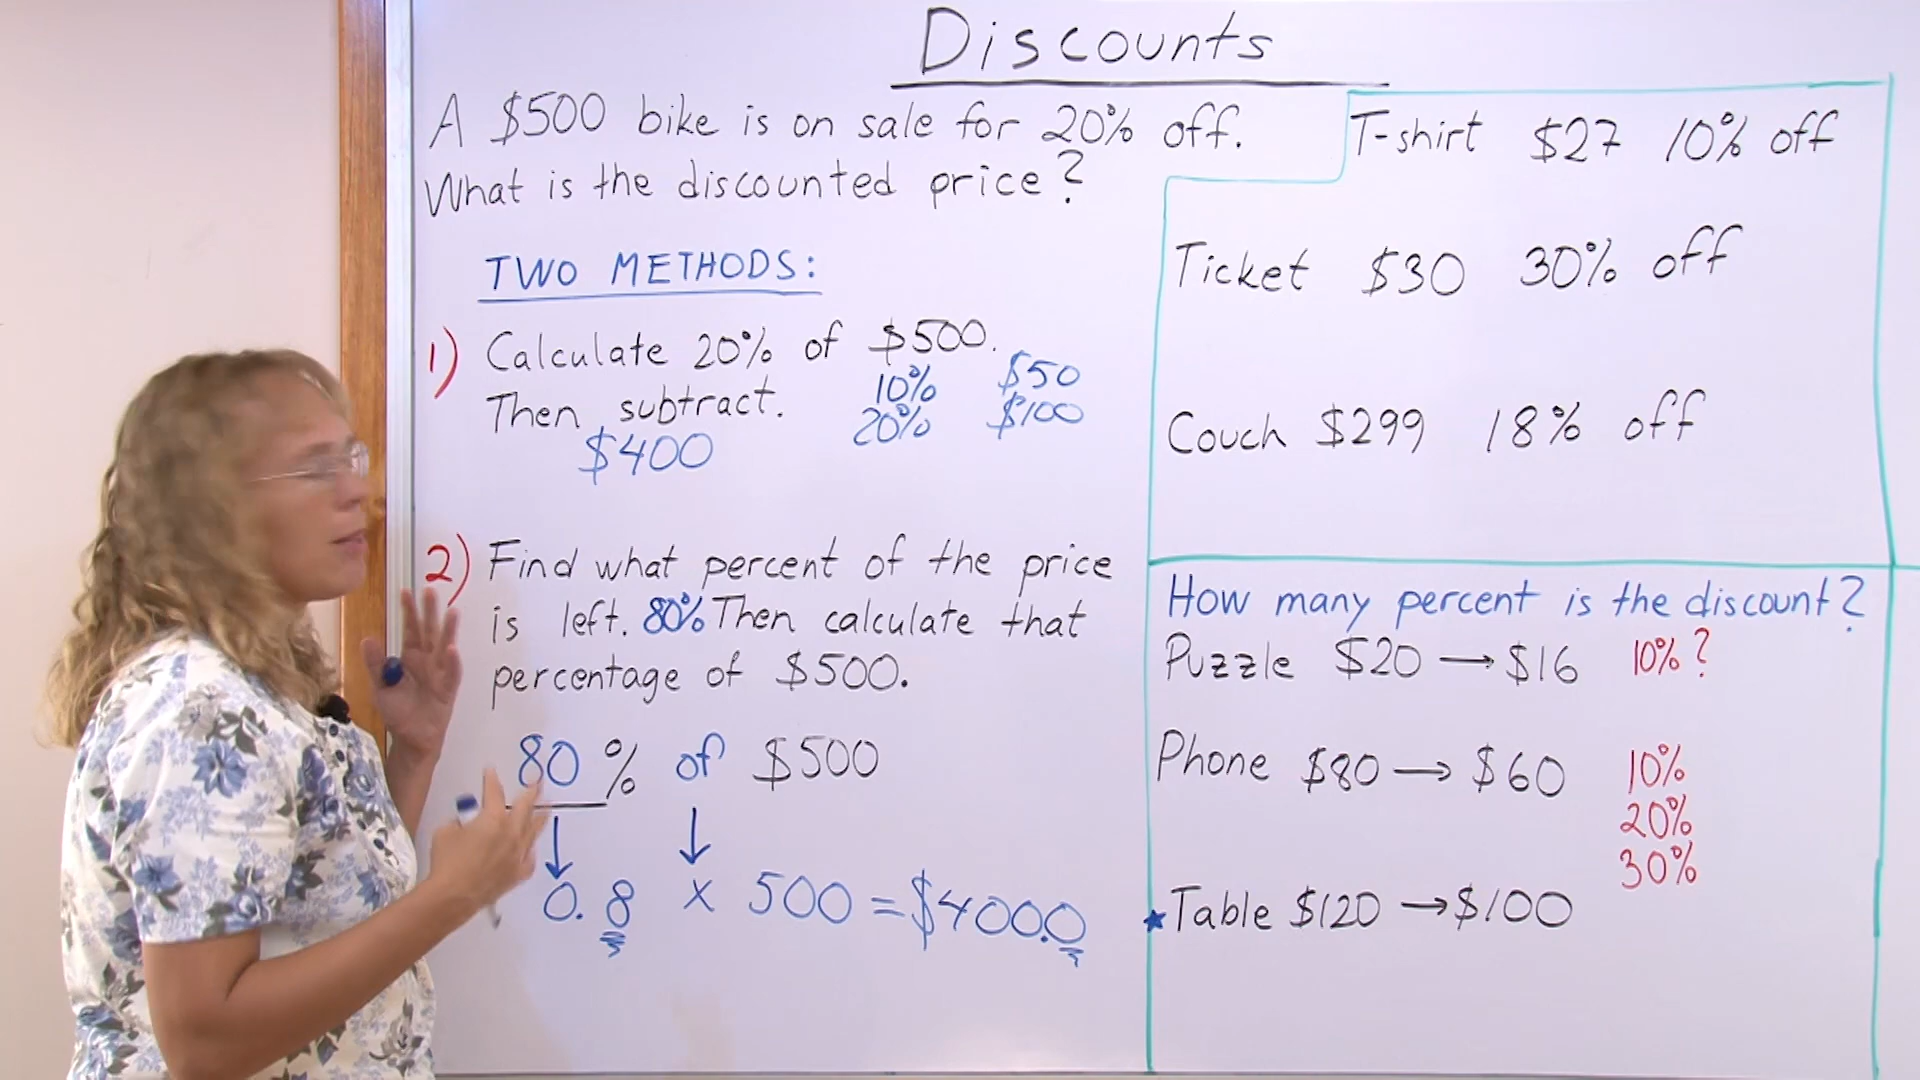 Discounts
A $500 bike is on sale for 20% off.
What is the discounted price?
TWO METHODS:
1) Calculate 20% of $500.
Then subtract.
10% $50
20% $100
$400
2) Find what percent of the price
is left. 80% Then calculate that
percentage of $500.
80% of $500
0.8 x 500 = $400.0
T-shirt $27 10% off
Ticket $30 30% off
Couch $299 18% off
How many percent is the discount?
Puzzle $20 → $16 10%?
Phone $80 → $60 10%
20%
30%
★Table $120 → $100